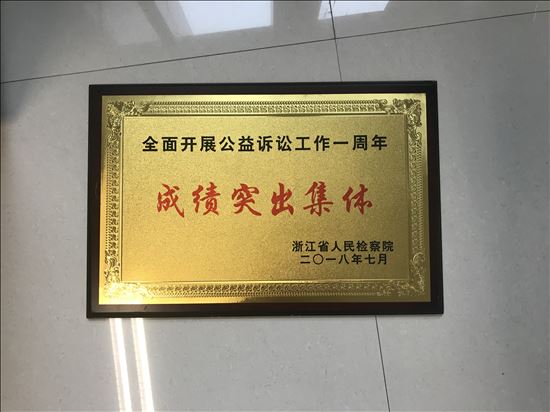 全面开展公益诉讼工作一周年
成绩突出集体
浙江省人民检察院
二〇一八年七月